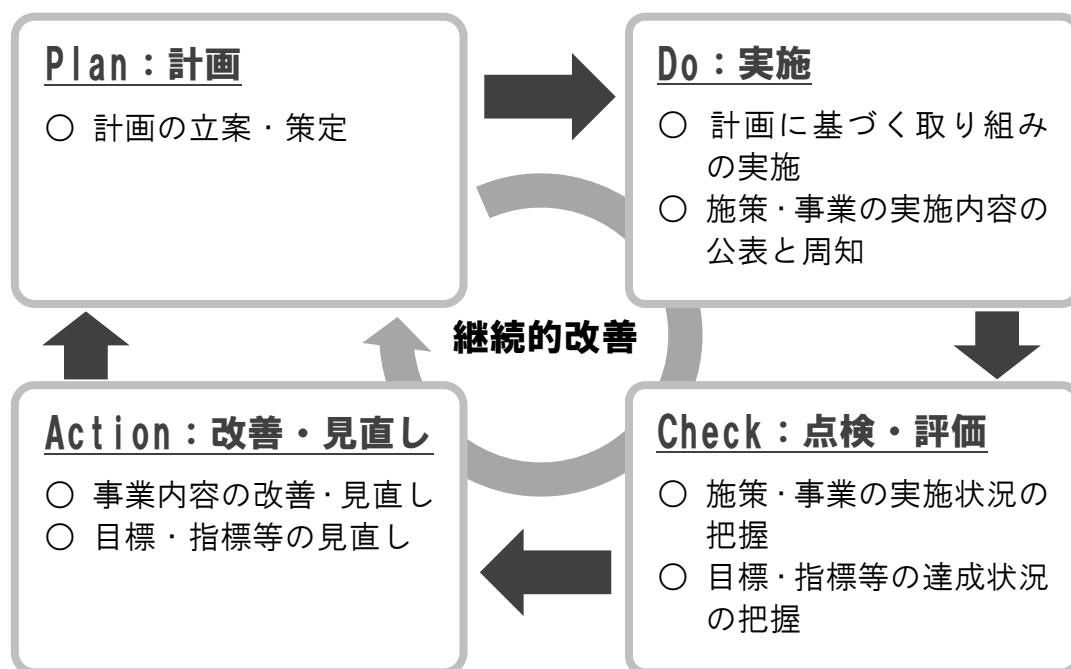 Plan：計画
○ 計画の立案・策定
Do：実施
○ 計画に基づく取り組み
の実施
○ 施策・事業の実施内容の
公表と周知
継続的改善
Action：改善・見直し
○ 事業内容の改善・見直し
○ 目標・指標等の見直し
Check：点検・評価
○ 施策・事業の実施状況の
把握
○ 目標・指標等の達成状況
の把握